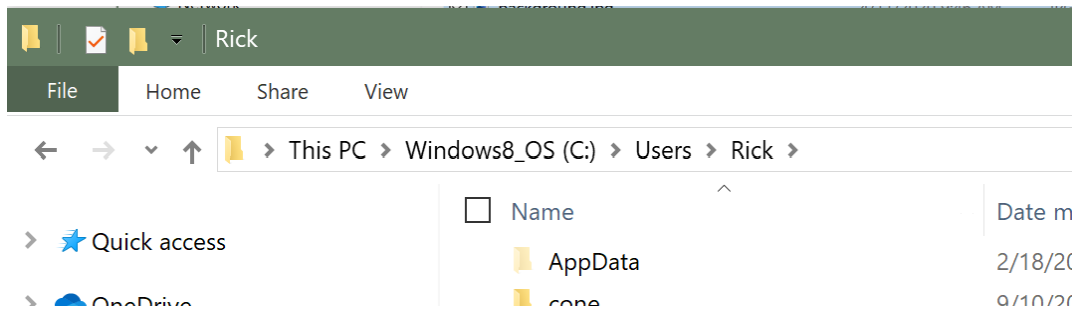 Rick
File Home Share View
This PC > Windows8_OS (C:) > Users > Rick >
Name Date m
Quick access
AppData 2/18/20
OneDrive
cone 9/10/20